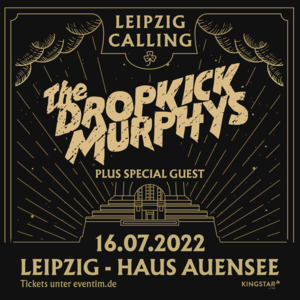 LEIPZIG
CALLING
The
DROPKICK
MURPHYS
PLUS SPECIAL GUEST
16.07.2022
LEIPZIG - HAUS AUENSEE
Tickets unter eventim.de
KINGSTAR